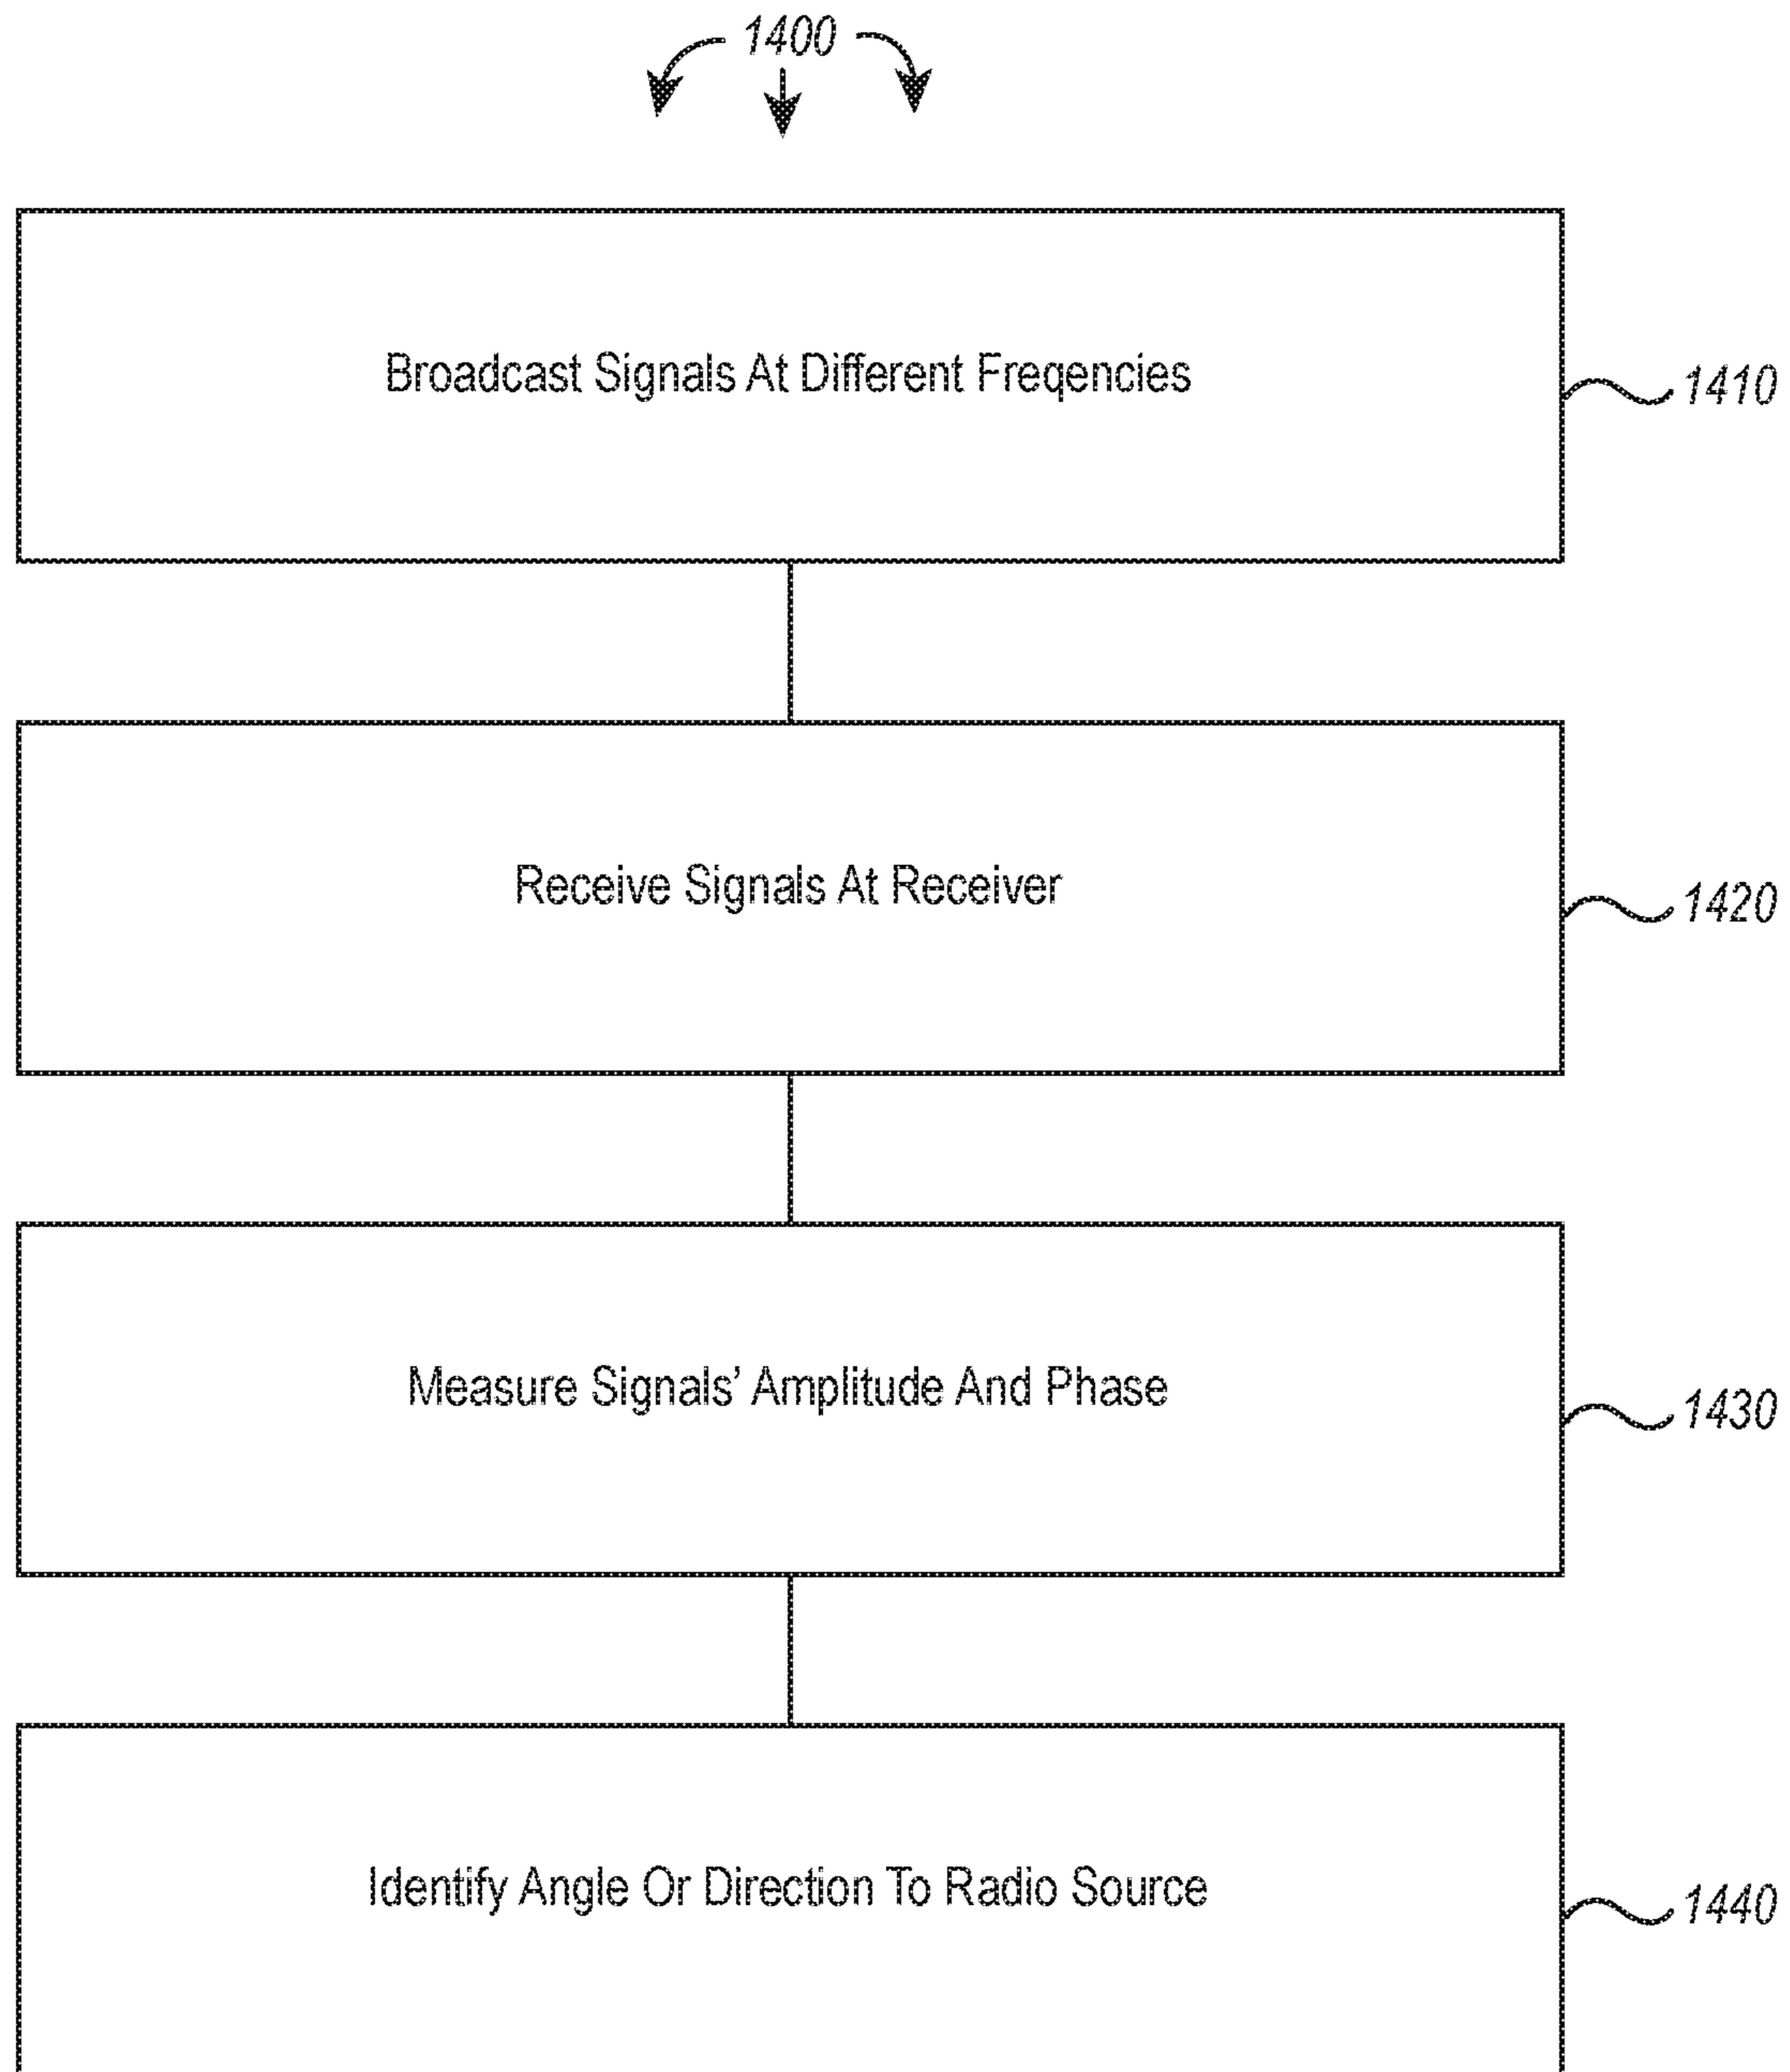 1400
Broadcast Signals At Different Freqencies
1410
Receive Signals At Receiver
1420
Measure Signals' Amplitude And Phase
1430
Identify Angle Or Direction To Radio Source
1440